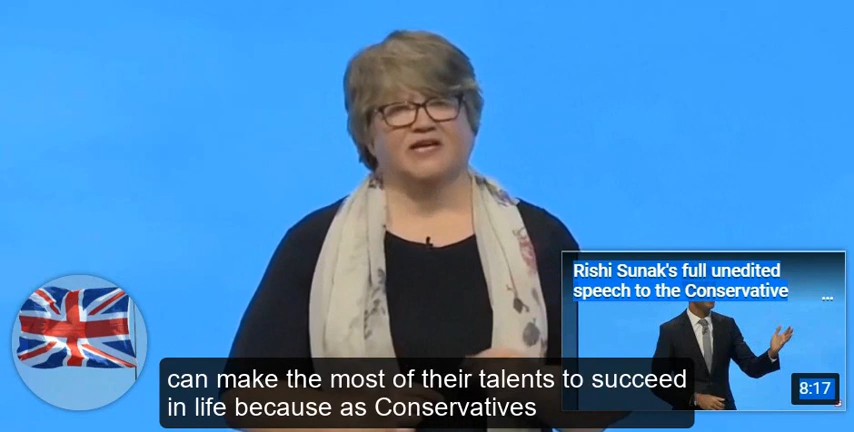 Rishi Sunak's full unedited
speech to the Conservative
...
8:17
can make the most of their talents to succeed
in life because as Conservatives